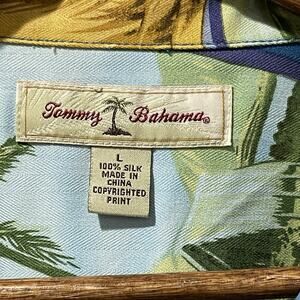 Tommy Bahama®
L
100% SILK
MADE IN
CHINA
COPYRIGHTED
PRINT